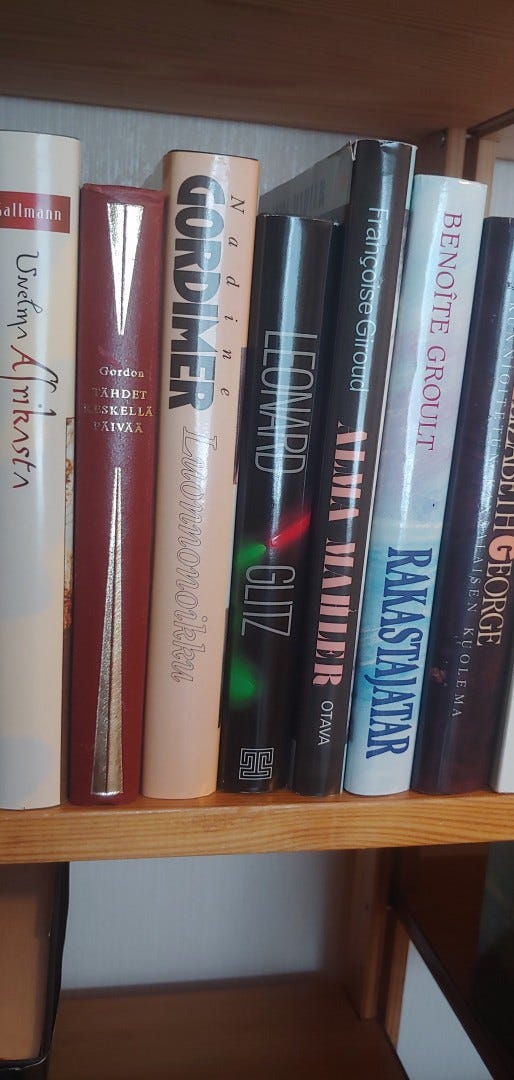 Gallmann
Unelma Afrikasta
Gordon
TÄHDET
KESKELLÄ
PÄIVÄÄ
Nadine
GORDIMER
Luonnonoikku
LEONARD
GLITZ
Françoise Giroud
ALMA MAHLER
OTAVA
BENOÎTE GROULT
RAKASTAJATAR
ELIZABETH GEORGE
KUOLEMA